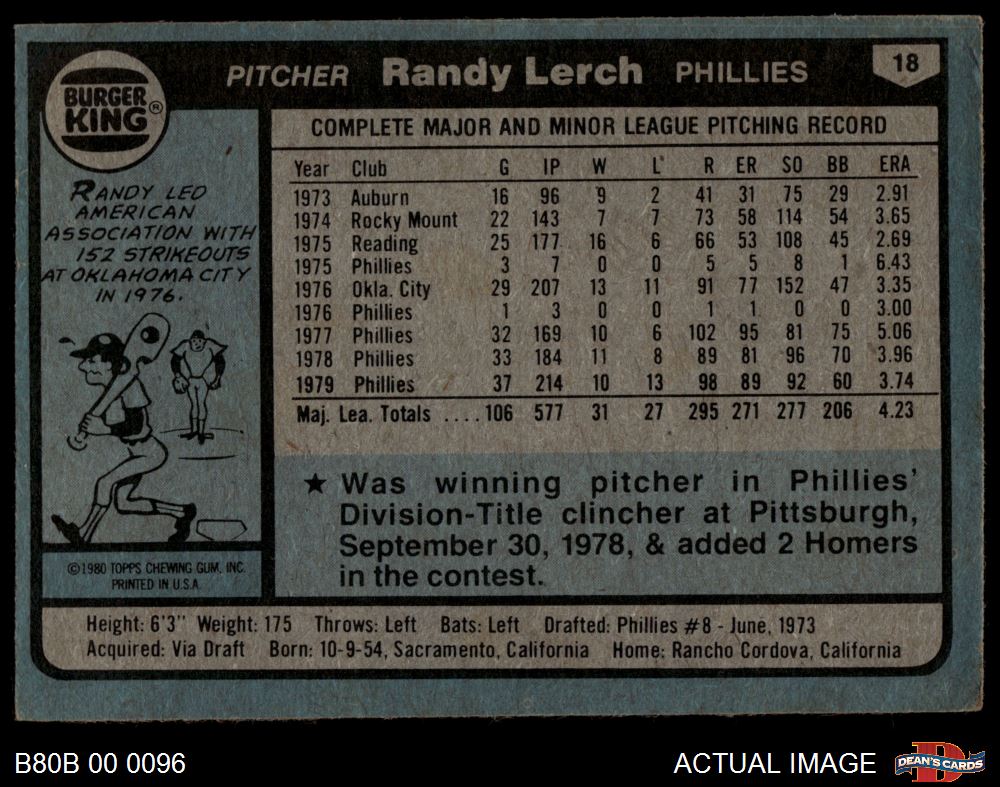 BURGER KING®
PITCHER Randy Lerch PHILLIES 18
RANDY LED
AMERICAN
ASSOCIATION WITH
152 STRIKEOUTS
AT OKLAHOMA CITY
IN 1976.
©1980 TOPPS CHEWING GUM, INC.
PRINTED IN U.S.A.
COMPLETE MAJOR AND MINOR LEAGUE PITCHING RECORD
Year Club G IP W L R ER SO BB ERA
1973 Auburn 16 96 9 2 41 31 75 29 2.91
1974 Rocky Mount 22 143 7 7 73 58 114 54 3.65
1975 Reading 25 177 16 6 66 53 108 45 2.69
1975 Phillies 3 7 0 0 5 5 8 1 6.43
1976 Okla. City 29 207 13 11 91 77 152 47 3.35
1976 Phillies 1 3 0 0 1 1 0 0 3.00
1977 Phillies 32 169 10 6 102 95 81 75 5.06
1978 Phillies 33 184 11 8 89 81 96 70 3.96
1979 Phillies 37 214 10 13 98 89 92 60 3.74
Maj. Lea. Totals .... 106 577 31 27 295 271 277 206 4.23
★ Was winning pitcher in Phillies'
Division-Title clincher at Pittsburgh,
September 30, 1978, & added 2 Homers
in the contest.
Height: 6'3" Weight: 175 Throws: Left Bats: Left Drafted: Phillies #8 - June, 1973
Acquired: Via Draft Born: 10-9-54, Sacramento, California Home: Rancho Cordova, California
B80B 00 0096
ACTUAL IMAGE
DEAN'S CARDS